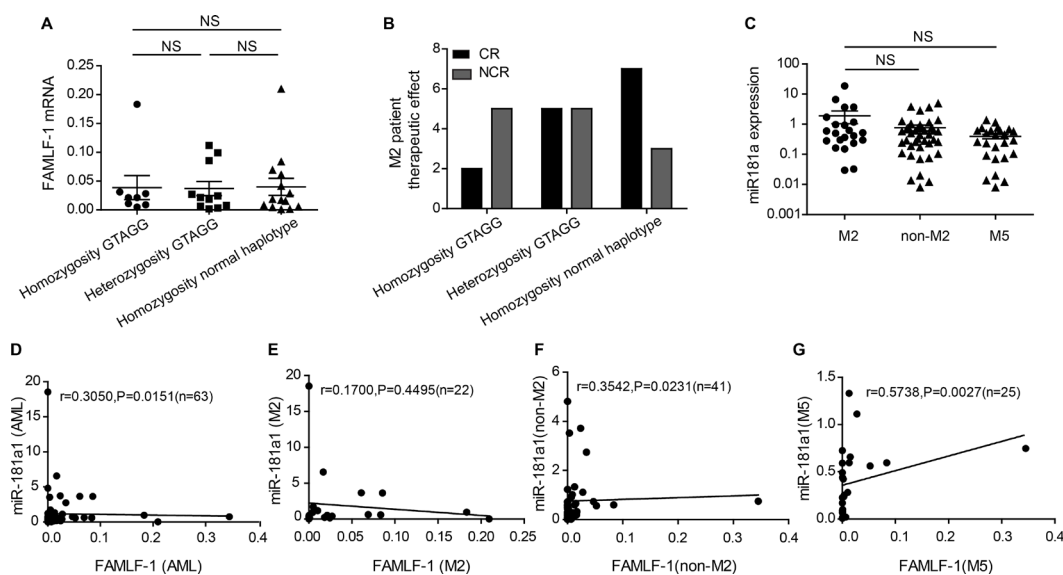 A
NS
NS
NS
FAMLF-1 mRNA
0.25
0.20
0.15
0.10
0.05
0.00
Homozygosity GTAGG
Heterozygosity GTAGG
Homozygosity normal haplotype
B
CR
NCR
M2 patient
therapeutic effect
8
6
4
2
0
Homozygosity GTAGG
Heterozygosity GTAGG
Homozygosity normal haplotype
C
NS
NS
miR181a expression
100
10
1
0.1
0.01
0.001
M2
non-M2
M5
D
r=0.3050,P=0.0151(n=63)
miR-181a1 (AML)
20
15
10
5
0
0.0
0.1
0.2
0.3
0.4
FAMLF-1 (AML)
E
r=0.1700,P=0.4495(n=22)
miR-181a1 (M2)
20
15
10
5
0
0.00
0.05
0.10
0.15
0.20
0.25
FAMLF-1 (M2)
F
r=0.3542,P=0.0231(n=41)
miR-181a1(non-M2)
6
4
2
0
0.0
0.1
0.2
0.3
0.4
FAMLF-1(non-M2)
G
r=0.5738,P=0.0027(n=25)
miR-181a1(M5)
1.5
1.0
0.5
0.0
0.0
0.1
0.2
0.3
0.4
FAMLF-1(M5)